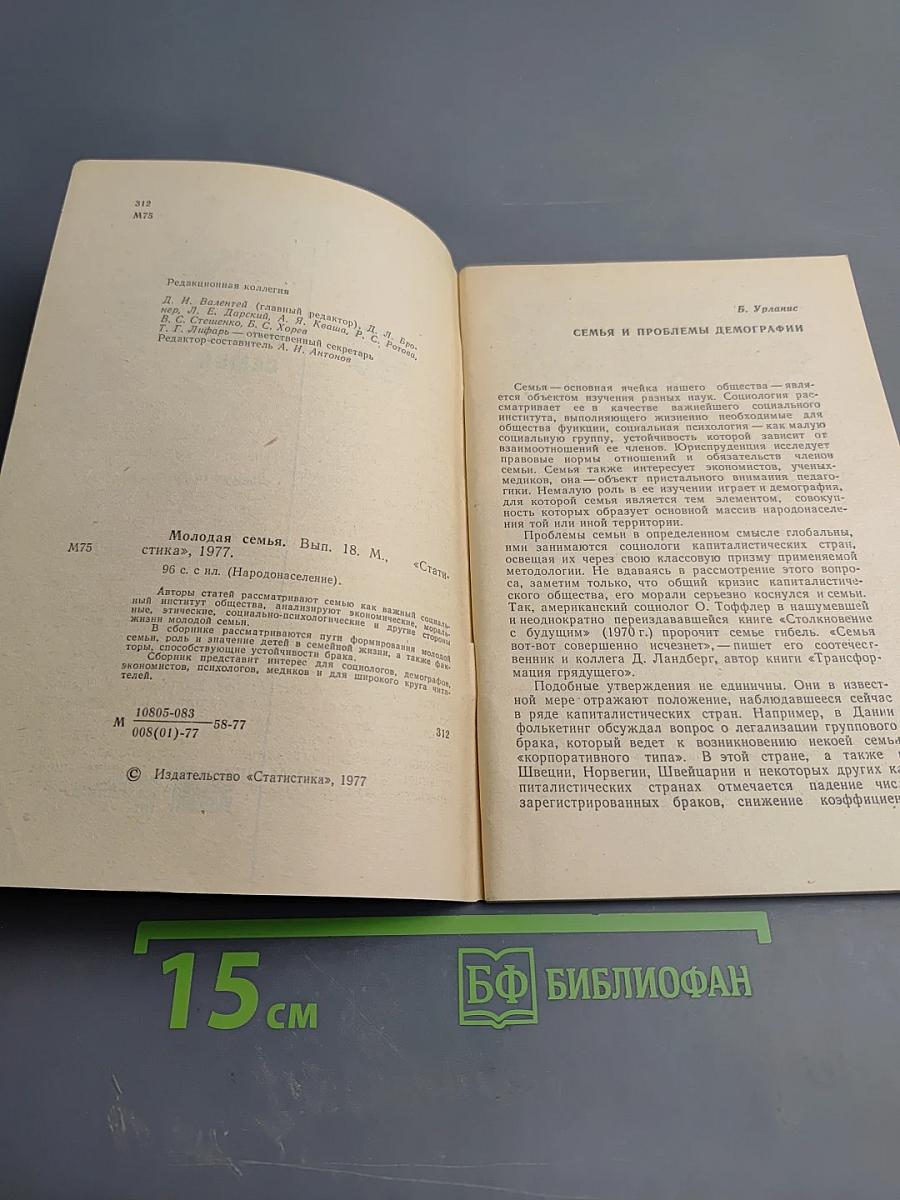 312
М75
Редакционная коллегия
Д. И. Валентей (главный редактор), Д. Л. Бро-
нер, Л. Е. Дарский, А. Я. Кваша, Р. С. Ротова,
В. С. Стешенко, Б. С. Хорев
Т. Г. Лифарь — ответственный секретарь
Редактор-составитель А. И. Антонов
Молодая семья. Вып. 18. М., «Стати-
М75
стика», 1977.
96 с. с ил. (Народонаселение).
Авторы статей рассматривают семью как важный социаль-
ный институт общества, анализируют экономические, мораль-
ные, этические, социально-психологические и другие стороны
жизни молодой семьи.
В сборнике рассматриваются пути формирования молодой
семьи, роль и значение детей в семейной жизни, а также фак-
торы, способствующие устойчивости брака.
Сборник представит интерес для социологов, демографов,
экономистов, психологов, медиков и для широкого круга чита-
телей.
М 10805-083
008(01)-77 58-77
312
© Издательство «Статистика», 1977
Б. Урланис
СЕМЬЯ И ПРОБЛЕМЫ ДЕМОГРАФИИ
Семья — основная ячейка нашего общества — явля-
ется объектом изучения разных наук. Социология рас-
сматривает ее в качестве важнейшего социального
института, выполняющего жизненно необходимые для
общества функции, социальная психология — как малую
социальную группу, устойчивость которой зависит от
взаимоотношений ее членов. Юриспруденция исследует
правовые нормы отношений и обязательств членов
семьи. Семья также интересует экономистов, ученых-
медиков, она — объект пристального внимания педаго-
гики. Немалую роль в ее изучении играет и демография,
для которой семья является тем элементом, совокуп-
ность которых образует основной массив народонаселе-
ния той или иной территории.
Проблемы семьи в определенном смысле глобальны,
ими занимаются социологи капиталистических стран,
освещая их через свою классовую призму применяемой
методологии. Не вдаваясь в рассмотрение этого вопро-
са, заметим только, что общий кризис капиталистиче-
ского общества, его морали серьезно коснулся и семьи.
Так, американский социолог О. Тоффлер в нашумевшей
и неоднократно переиздававшейся книге «Столкновение
с будущим» (1970 г.) пророчит семье гибель. «Семья
вот-вот совершенно исчезнет», — пишет его соотечест-
венник и коллега Д. Ландберг, автор книги «Трансфор-
мация грядущего».
Подобные утверждения не единичны. Они в извест-
ной мере отражают положение, наблюдавшееся сейчас
в ряде капиталистических стран. Например, в Дании
фолькетинг обсуждал вопрос о легализации группового
брака, который ведет к возникновению некоей семьи
«корпоративного типа». В этой стране, а также
Швеции, Норвегии, Швейцарии и некоторых других ка-
питалистических странах отмечается падение чис
зарегистрированных браков, снижение коэффициен
15 см
БФ БИБЛИОФАН